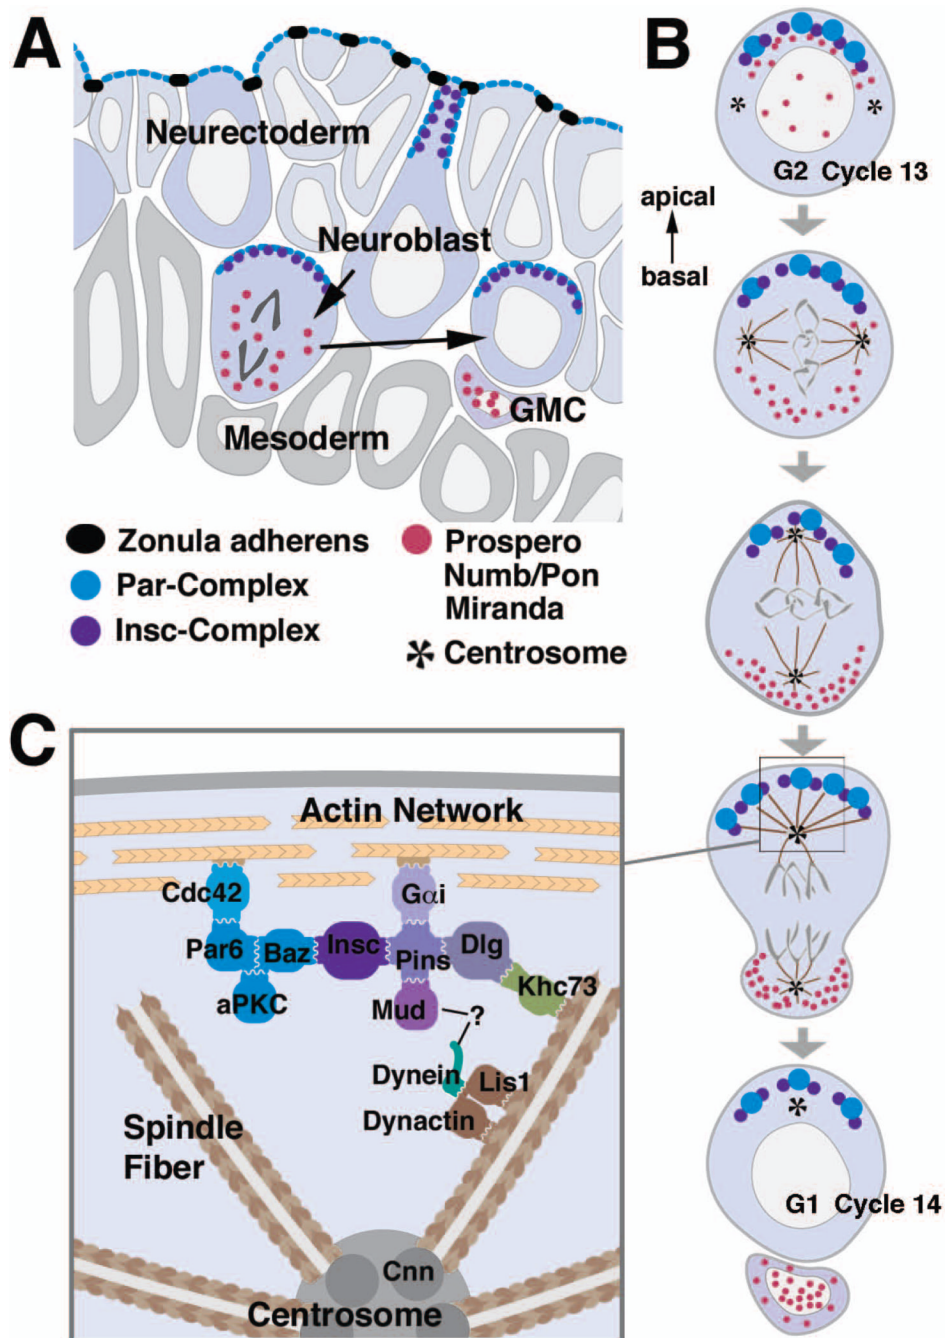 A
Neurectoderm
Neuroblast
GMC
Mesoderm
Zonula adherens
Par-Complex
Insc-Complex
Prospero
Numb/Pon
Miranda
Centrosome
B
G2 Cycle 13
apical
basal
G1 Cycle 14
C
Actin Network
Cdc42
Gαi
Par6
Baz
Insc
Pins
Dlg
aPKC
Mud
?
Khc73
Dynein
Lis1
Dynactin
Spindle
Fiber
Cnn
Centrosome